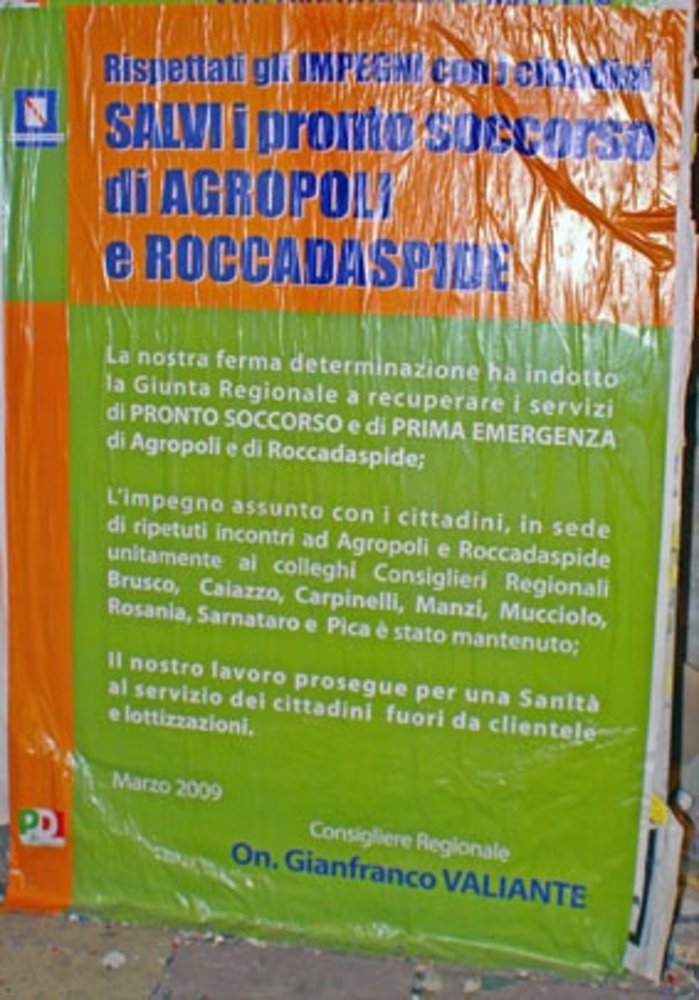 Rispettati gli IMPEGNI con i cittadini
SALVI i pronto soccorso
di AGROPOLI
e ROCCADASPIDE
La nostra ferma determinazione ha indotto
la Giunta Regionale a recuperare i servizi
di PRONTO SOCCORSO e di PRIMA EMERGENZA
di Agropoli e di Roccadaspide;
L'impegno assunto con i cittadini, in sede
di ripetuti incontri ad Agropoli e Roccadaspide
unitamente ai colleghi Consiglieri Regionali
Brusco, Caiazzo, Carpinelli, Manzi, Mucciolo,
Rosania, Sarnataro e Pica è stato mantenuto;
Il nostro lavoro prosegue per una Sanità
al servizio dei cittadini fuori da clientele
e lottizzazioni.
Marzo 2009
PD
Consigliere Regionale
On. Gianfranco VALIANTE